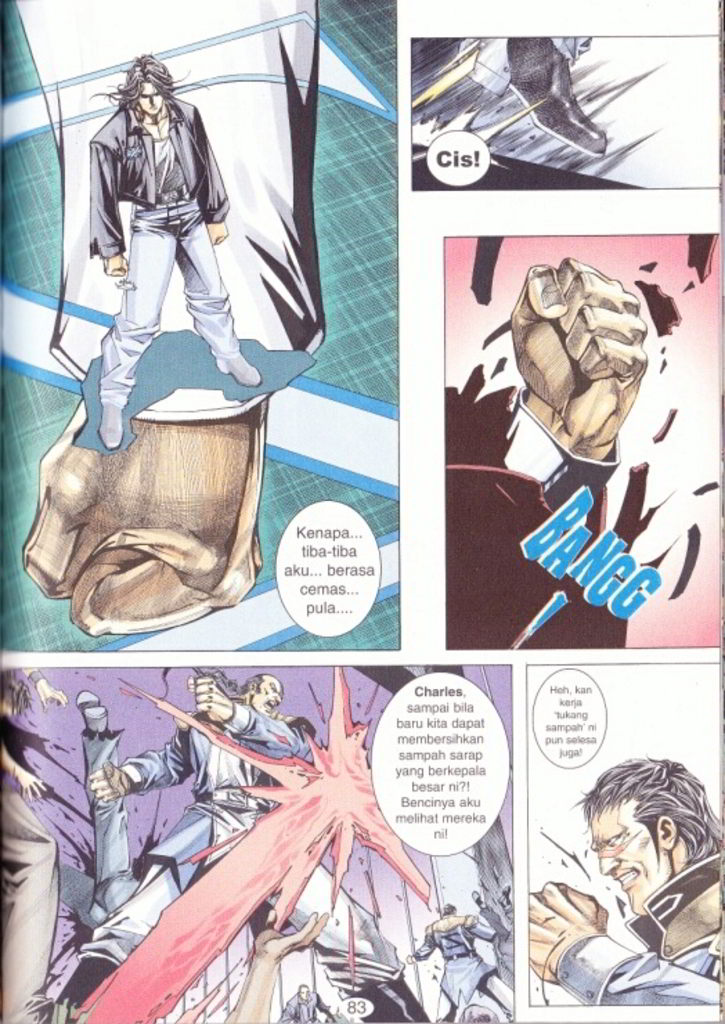 Cis!
Kenapa...
tiba-tiba
aku... berasa
cemas...
pula....
BANGG
!
Charles,
sampai bila
baru kita dapat
membersihkan
sampah sarap
yang berkepala
besar ni?!
Bencinya aku
melihat mereka
ni!
Heh, kan
kerja
'tukang
sampah' ni
pun selesa
juga!
83